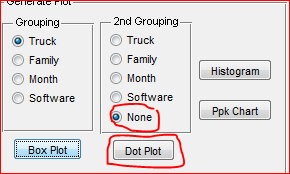 Generate Plot
Grouping
Truck
Family
Month
Software
Box Plot
2nd Grouping
Truck
Family
Month
Software
None
Dot Plot
Histogram
Ppk Chart